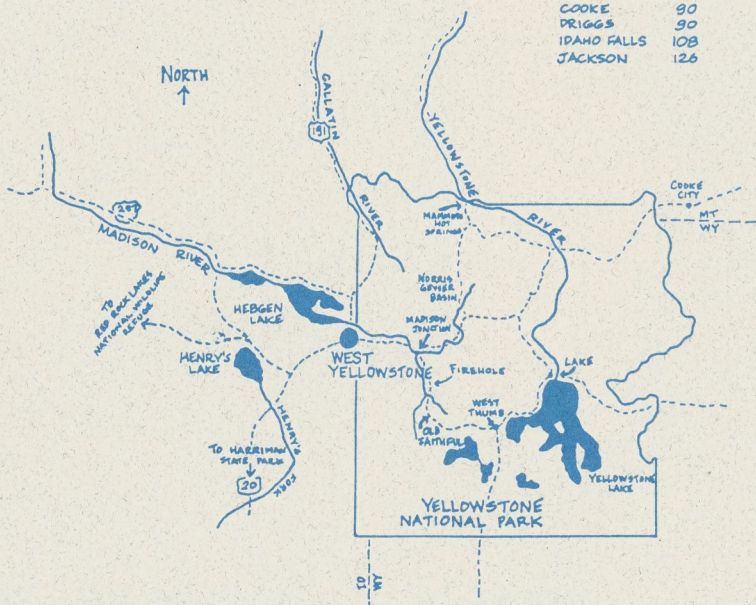 COOKE 90
DRIGGS 90
IDAHO FALLS 108
JACKSON 126
NORTH
GALLATIN
RIVER
191
YELLOWSTONE
RIVER
COOKE
CITY
MT
WY
MAMMOTH
HOT
SPRINGS
287
MADISON RIVER
NORRIS
GEYSER
BASIN
TO
RED ROCK LAKES
NATIONAL WILDLIFE
REFUGE
HEBGEN
LAKE
MADISON
JUNCTION
HENRY'S
LAKE
WEST
YELLOWSTONE
FIREHOLE
LAKE
WEST
THUMB
HENRY'S
FORK
OLD
FAITHFUL
TO HARRIMAN
STATE PARK
20
YELLOWSTONE
LAKE
YELLOWSTONE
NATIONAL PARK
ID
WY